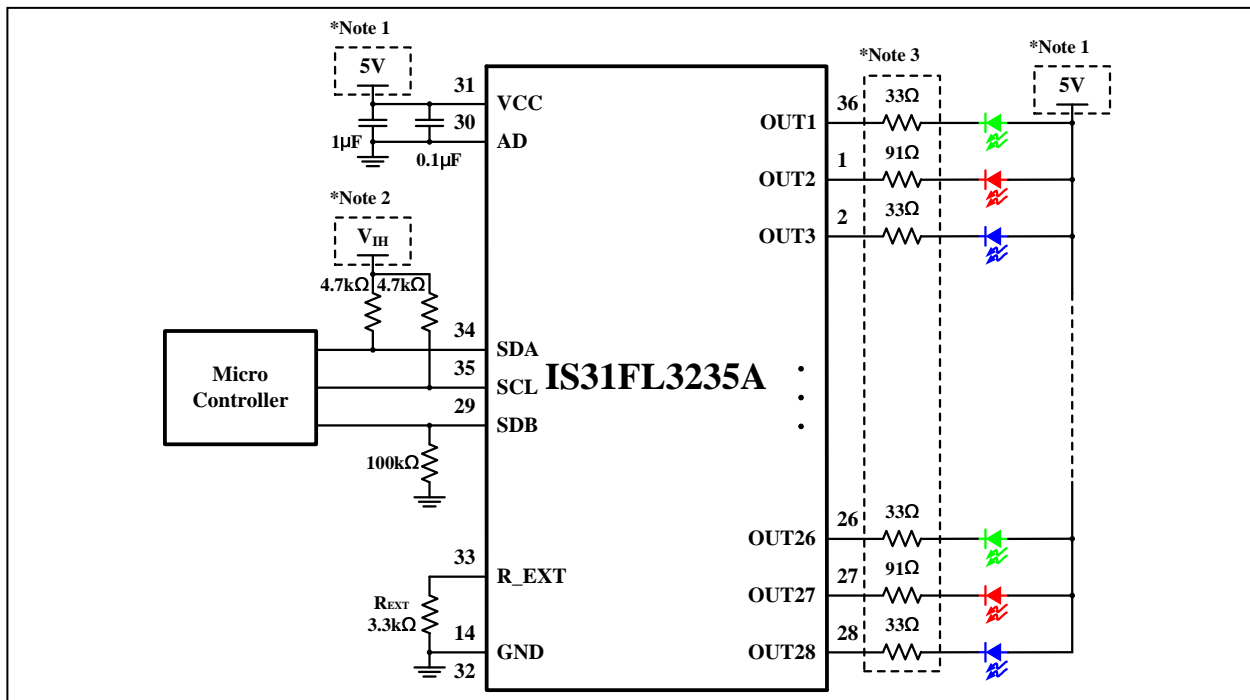 *Note 1
5V
31
VCC
30
AD
1µF
0.1µF
*Note 2
VIH
4.7kΩ 4.7kΩ
34
SDA
35
SCL
29
SDB
Micro
Controller
100kΩ
33
R_EXT
REXT
3.3kΩ
14
GND
32
IS31FL3235A
*Note 3
*Note 1
5V
36
33Ω
OUT1
1
91Ω
OUT2
2
33Ω
OUT3
26
33Ω
OUT26
27
91Ω
OUT27
28
33Ω
OUT28